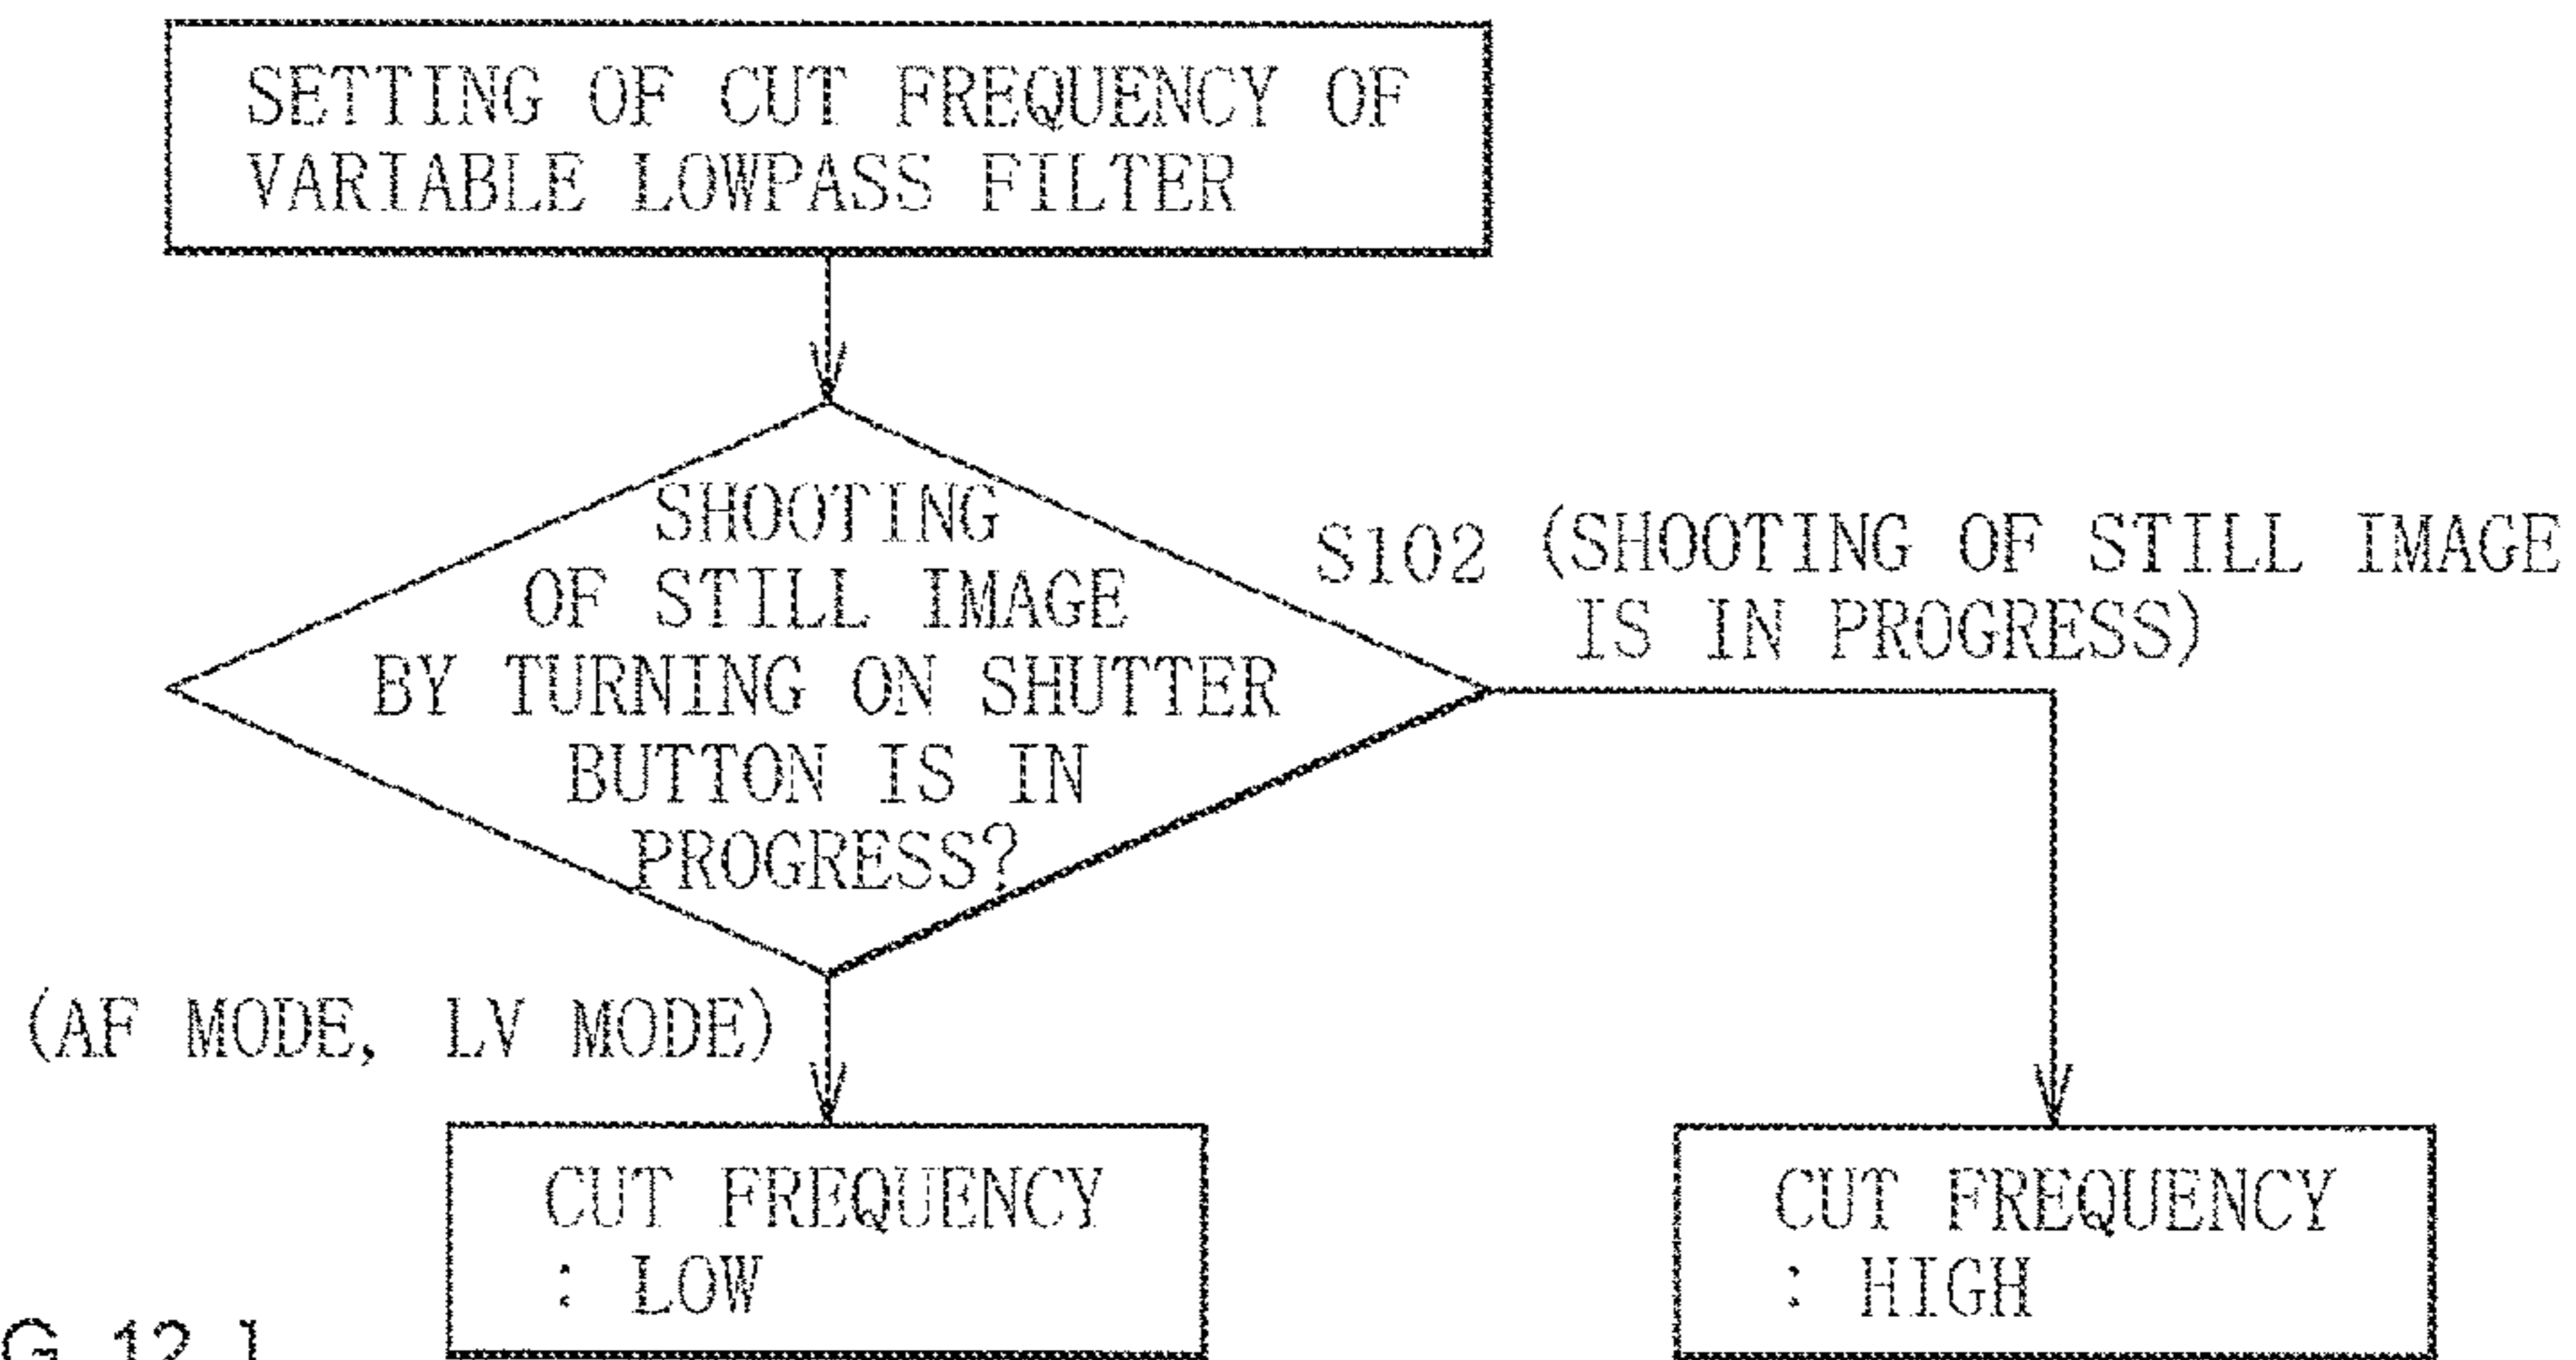 SETTING OF CUT FREQUENCY OF
VARIABLE LOWPASS FILTER
SHOOTING
OF STILL IMAGE
BY TURNING ON SHUTTER
BUTTON IS IN
PROGRESS?
S102 (SHOOTING OF STILL IMAGE
IS IN PROGRESS)
(AF MODE, LV MODE)
CUT FREQUENCY
: LOW
CUT FREQUENCY
: HIGH